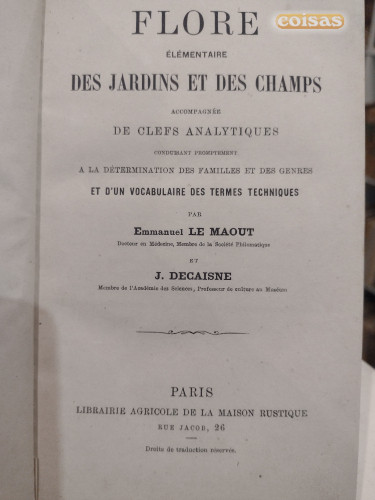 coisas
FLORE
ÉLÉMENTAIRE
DES JARDINS ET DES CHAMPS
ACCOMPAGNÉE
DE CLEFS ANALYTIQUES
CONDUISANT PROMPTEMENT
A LA DÉTERMINATION DES FAMILLES ET DES GENRES
ET D'UN VOCABULAIRE DES TERMES TECHNIQUES
PAR
Emmanuel LE MAOUT
Docteur en Médecine, Membre de la Société Philomatique
ET
J. DECAISNE
Membre de l'Académie des Sciences, Professeur de culture au Muséum
PARIS
LIBRAIRIE AGRICOLE DE LA MAISON RUSTIQUE
RUE JACOB, 26
Droits de traduction réservés.